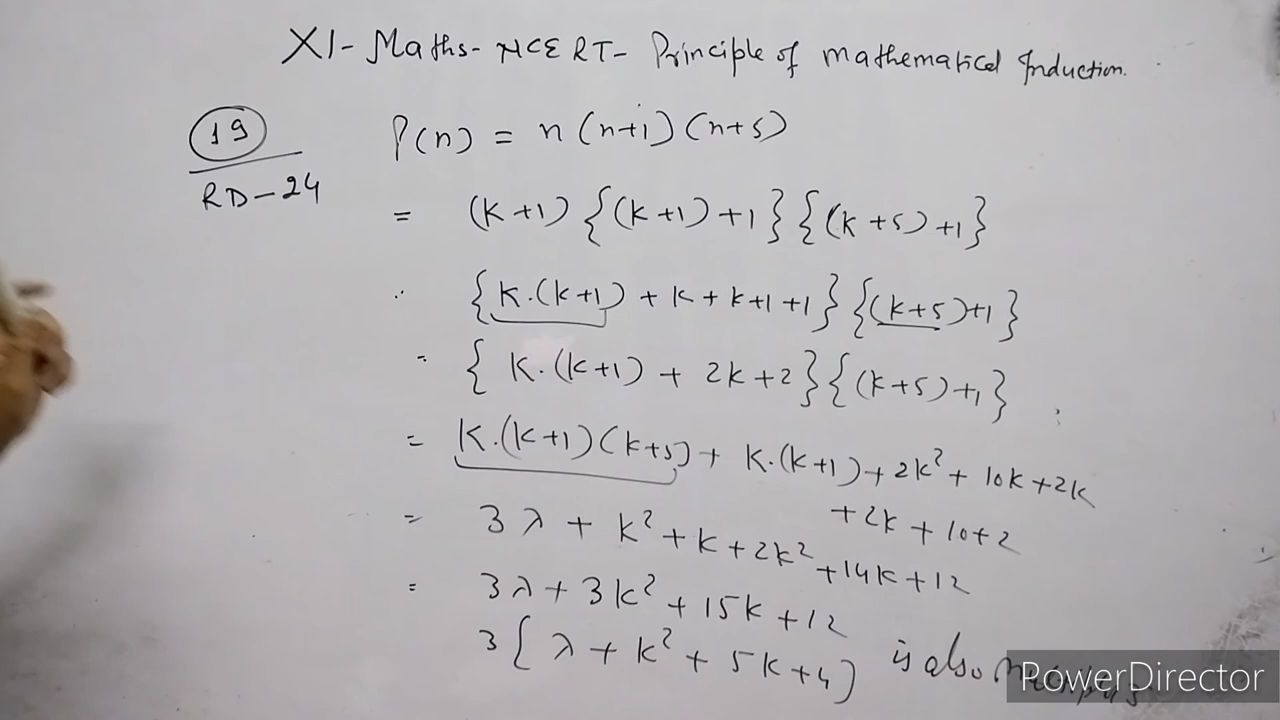 XI- Maths- NCERT- Principle of mathematical Induction.
19
RD-24
P(n) = n (n+1) (n+5)
= (K+1) {(K+1)+1} {(K+5)+1}
∴ {K.(k+1) + k + k+1+1} {(k+5)+1}
= { K.(k+1) + 2k+2} {(k+5)+1}
= K.(k+1)(k+5) + K.(k+1)+2k²+ 10k+2k
+2k+10+2
= 3λ + k²+k+2k²+14k+12
= 3λ+3k²+15k+12
3{ λ+k²+5k+4) is also
PowerDirector